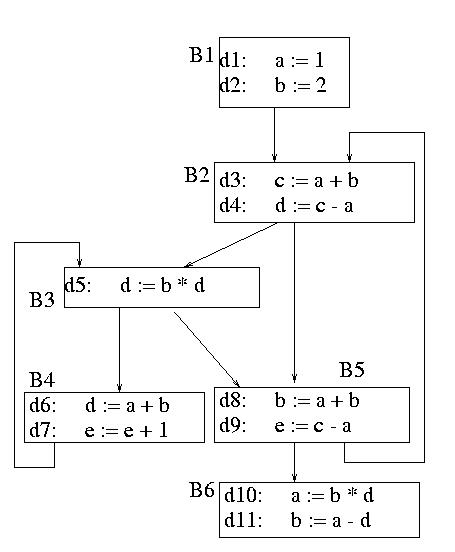 B1
d1: a := 1
d2: b := 2
B2
d3: c := a + b
d4: d := c - a
d5: d := b * d
B3
B4
d6: d := a + b
d7: e := e + 1
B5
d8: b := a + b
d9: e := c - a
B6
d10: a := b * d
d11: b := a - d